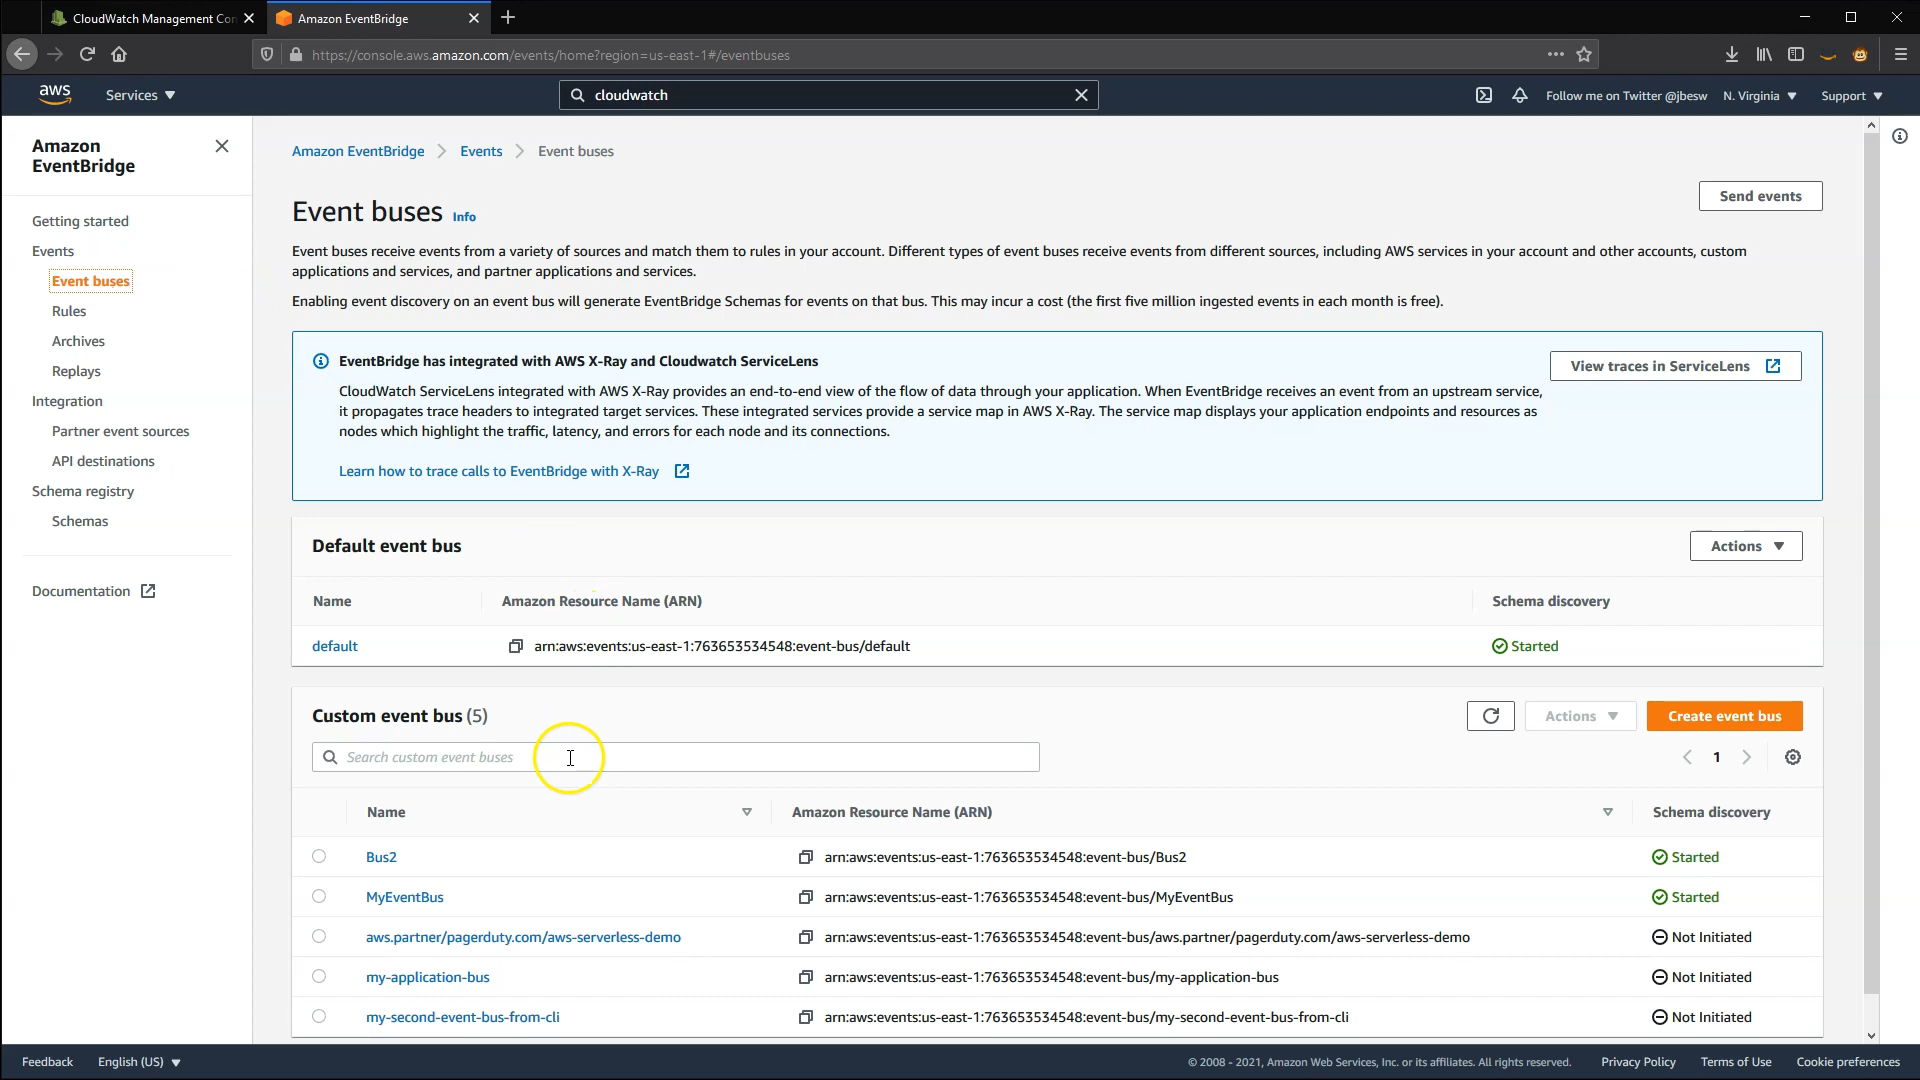 CloudWatch Management Con
Amazon EventBridge
https://console.aws.amazon.com/events/home?region=us-east-1#/eventbuses
aws
Services
cloudwatch
Follow me on Twitter @jbesw
N. Virginia
Support
Amazon EventBridge
Getting started
Events
Event buses
Rules
Archives
Replays
Integration
Partner event sources
API destinations
Schema registry
Schemas
Documentation
Amazon EventBridge
Events
Event buses
Event buses Info
Send events
Event buses receive events from a variety of sources and match them to rules in your account. Different types of event buses receive events from different sources, including AWS services in your account and other accounts, custom
applications and services, and partner applications and services.
Enabling event discovery on an event bus will generate EventBridge Schemas for events on that bus. This may incur a cost (the first five million ingested events in each month is free).
EventBridge has integrated with AWS X-Ray and Cloudwatch ServiceLens
View traces in ServiceLens
CloudWatch ServiceLens integrated with AWS X-Ray provides an end-to-end view of the flow of data through your application. When EventBridge receives an event from an upstream service,
it propagates trace headers to integrated target services. These integrated services provide a service map in AWS X-Ray. The service map displays your application endpoints and resources as
nodes which highlight the traffic, latency, and errors for each node and its connections.
Learn how to trace calls to EventBridge with X-Ray
Default event bus
Actions
Name
Amazon Resource Name (ARN)
Schema discovery
default
arn:aws:events:us-east-1:763653534548:event-bus/default
Started
Custom event bus (5)
Actions
Create event bus
Search custom event buses
1
Name
Amazon Resource Name (ARN)
Schema discovery
Bus2
arn:aws:events:us-east-1:763653534548:event-bus/Bus2
Started
MyEventBus
arn:aws:events:us-east-1:763653534548:event-bus/MyEventBus
Started
aws.partner/pagerduty.com/aws-serverless-demo
arn:aws:events:us-east-1:763653534548:event-bus/aws.partner/pagerduty.com/aws-serverless-demo
Not Initiated
my-application-bus
arn:aws:events:us-east-1:763653534548:event-bus/my-application-bus
Not Initiated
my-second-event-bus-from-cli
arn:aws:events:us-east-1:763653534548:event-bus/my-second-event-bus-from-cli
Not Initiated
Feedback
English (US)
© 2008 - 2021, Amazon Web Services, Inc. or its affiliates. All rights reserved.
Privacy Policy
Terms of Use
Cookie preferences